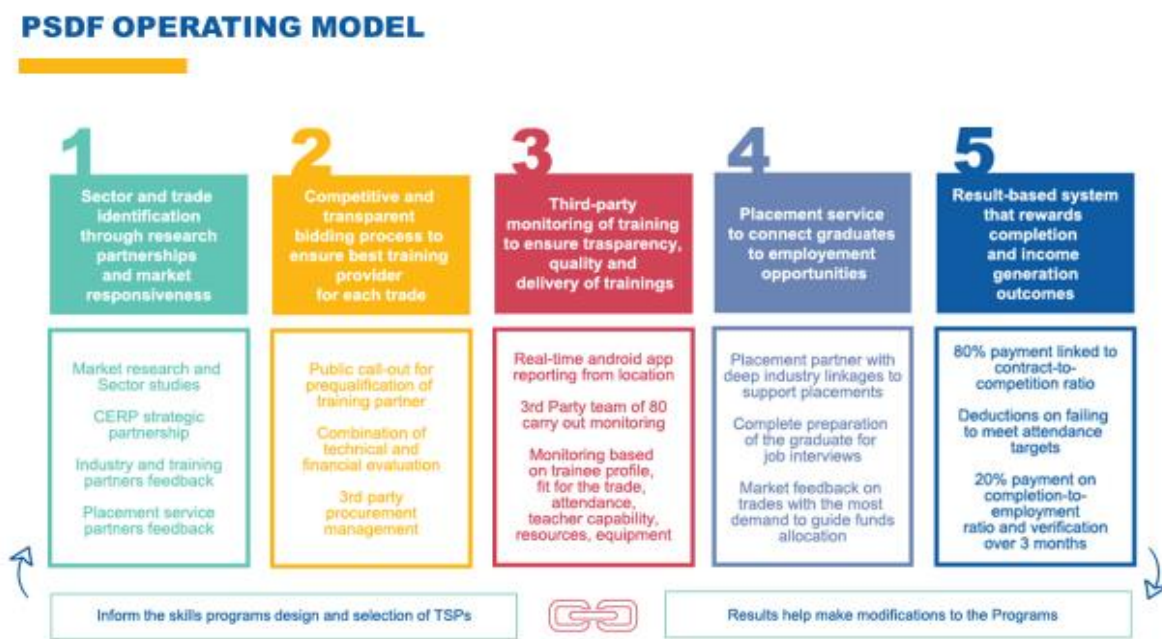 PSDF OPERATING MODEL
1
Sector and trade
identification
through research
partnerships
and market
responsiveness
Market research and
Sector studies
CERP strategic
partnership
Industry and training
partners feedback
Placement service
partners feedback
2
Competitive and
transparent
bidding process to
ensure best training
provider
for each trade
Public call-out for
prequalification of
training partner
Combination of
technical and
financial evaluation
3rd party
procurement
management
3
Third-party
monitoring of training
to ensure trasparency,
quality and
delivery of trainings
Real-time android app
reporting from location
3rd Party team of 80
carry out monitoring
Monitoring based
on trainee profile,
fit for the trade,
attendance,
teacher capability,
resources, equipment
4
Placement service
to connect graduates
to employement
opportunities
Placement partner with
deep industry linkages to
support placements
Complete preparation
of the graduate for
job interviews
Market feedback on
trades with the most
demand to guide funds
allocation
5
Result-based system
that rewards
completion
and income
generation
outcomes
80% payment linked to
contract-to-
competition ratio
Deductions on failing
to meet attendance
targets
20% payment on
completion-to-
employment
ratio and verification
over 3 months
Inform the skills programs design and selection of TSPs
Results help make modifications to the Programs